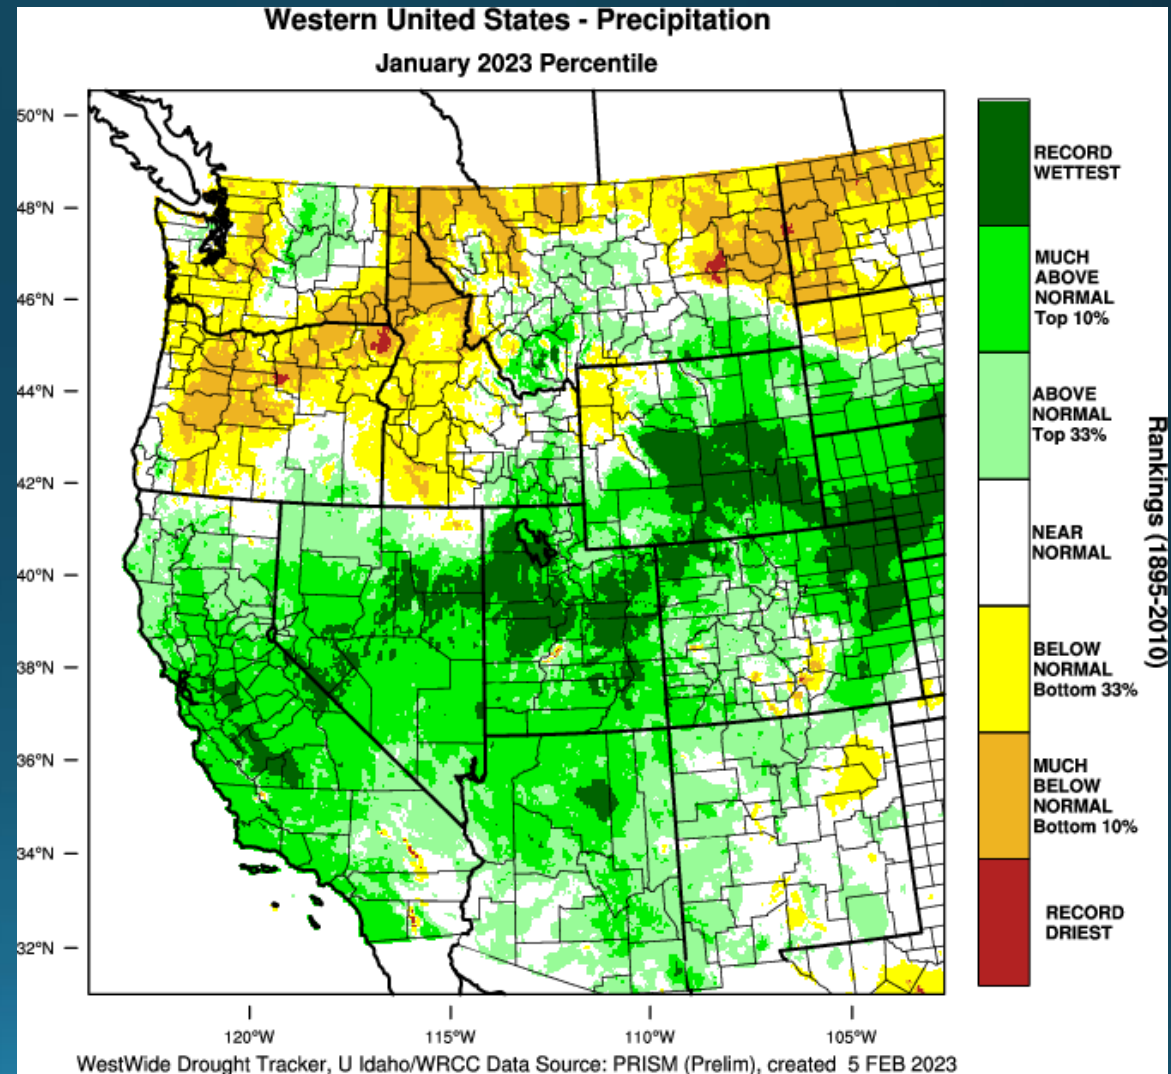 Western United States - Precipitation
January 2023 Percentile
50°N
48°N
46°N
44°N
42°N
40°N
38°N
36°N
34°N
32°N
120°W
115°W
110°W
105°W
RECORD
WETTEST
MUCH
ABOVE
NORMAL
Top 10%
ABOVE
NORMAL
Top 33%
NEAR
NORMAL
BELOW
NORMAL
Bottom 33%
MUCH
BELOW
NORMAL
Bottom 10%
RECORD
DRIEST
Rankings (1895-2010)
WestWide Drought Tracker, U Idaho/WRCC Data Source: PRISM (Prelim), created 5 FEB 2023